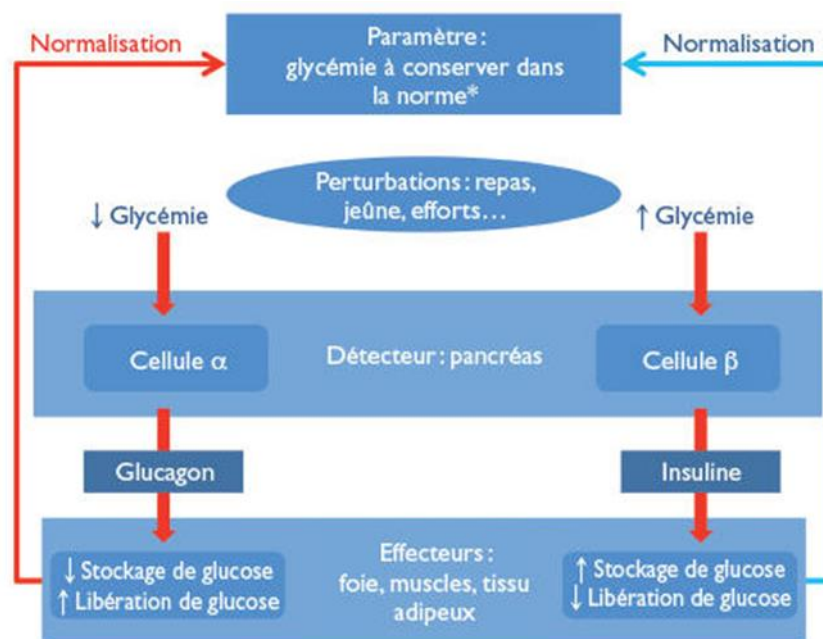 Normalisation
Paramètre :
glycémie à conserver dans
la norme*
Normalisation
Perturbations : repas,
jeûne, efforts…
↓ Glycémie
↑ Glycémie
Cellule α
Détecteur : pancréas
Cellule β
Glucagon
Insuline
↓ Stockage de glucose
↑ Libération de glucose
Effecteurs :
foie, muscles, tissu
adipeux
↑ Stockage de glucose
↓ Libération de glucose